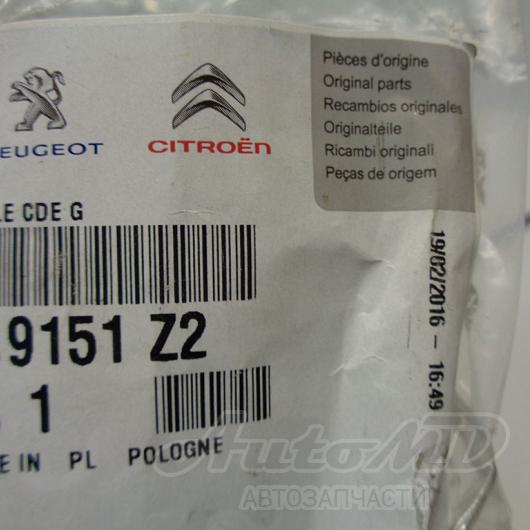 Pièces d'origine
Original parts
Recambios originales
Originalteile
Ricambi originali
Peças de origem
EUGEOT
CITROËN
LE CDE G
19/02/2016 - 16:49
9151 Z2
1
E IN PL POLOGNE
AutoMD
АВТОЗАПЧАСТИ